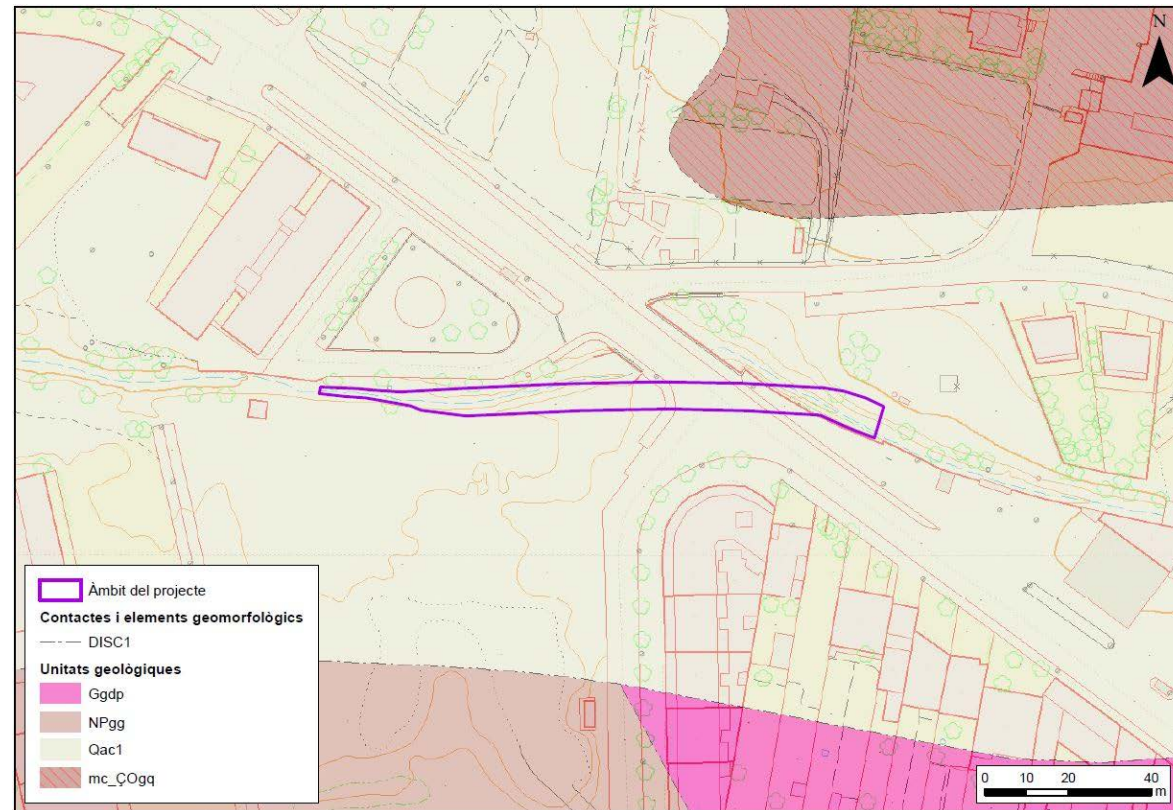 N
Àmbit del projecte
Contactes i elements geomorfològics
DISC1
Unitats geològiques
Ggdp
NPgg
Qac1
mc_ÇOgq
0 10 20 40
m